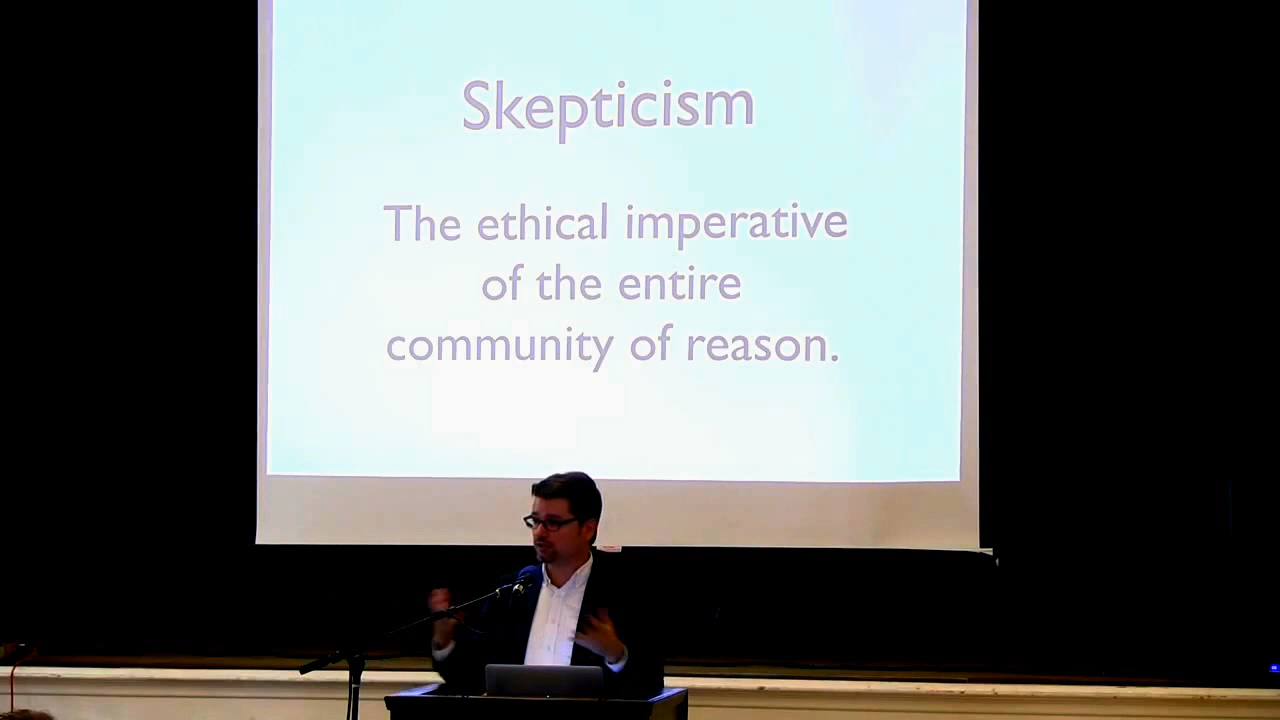 Skepticism
The ethical imperative
of the entire
community of reason.